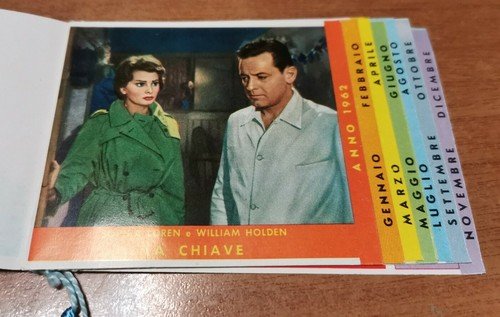 LOREN e WILLIAM HOLDEN
A CHIAVE
ANNO 1962
GENNAIO
FEBBRAIO
MARZO
APRILE
MAGGIO
GIUGNO
LUGLIO
AGOSTO
SETTEMBRE
OTTOBRE
NOVEMBRE
DICEMBRE